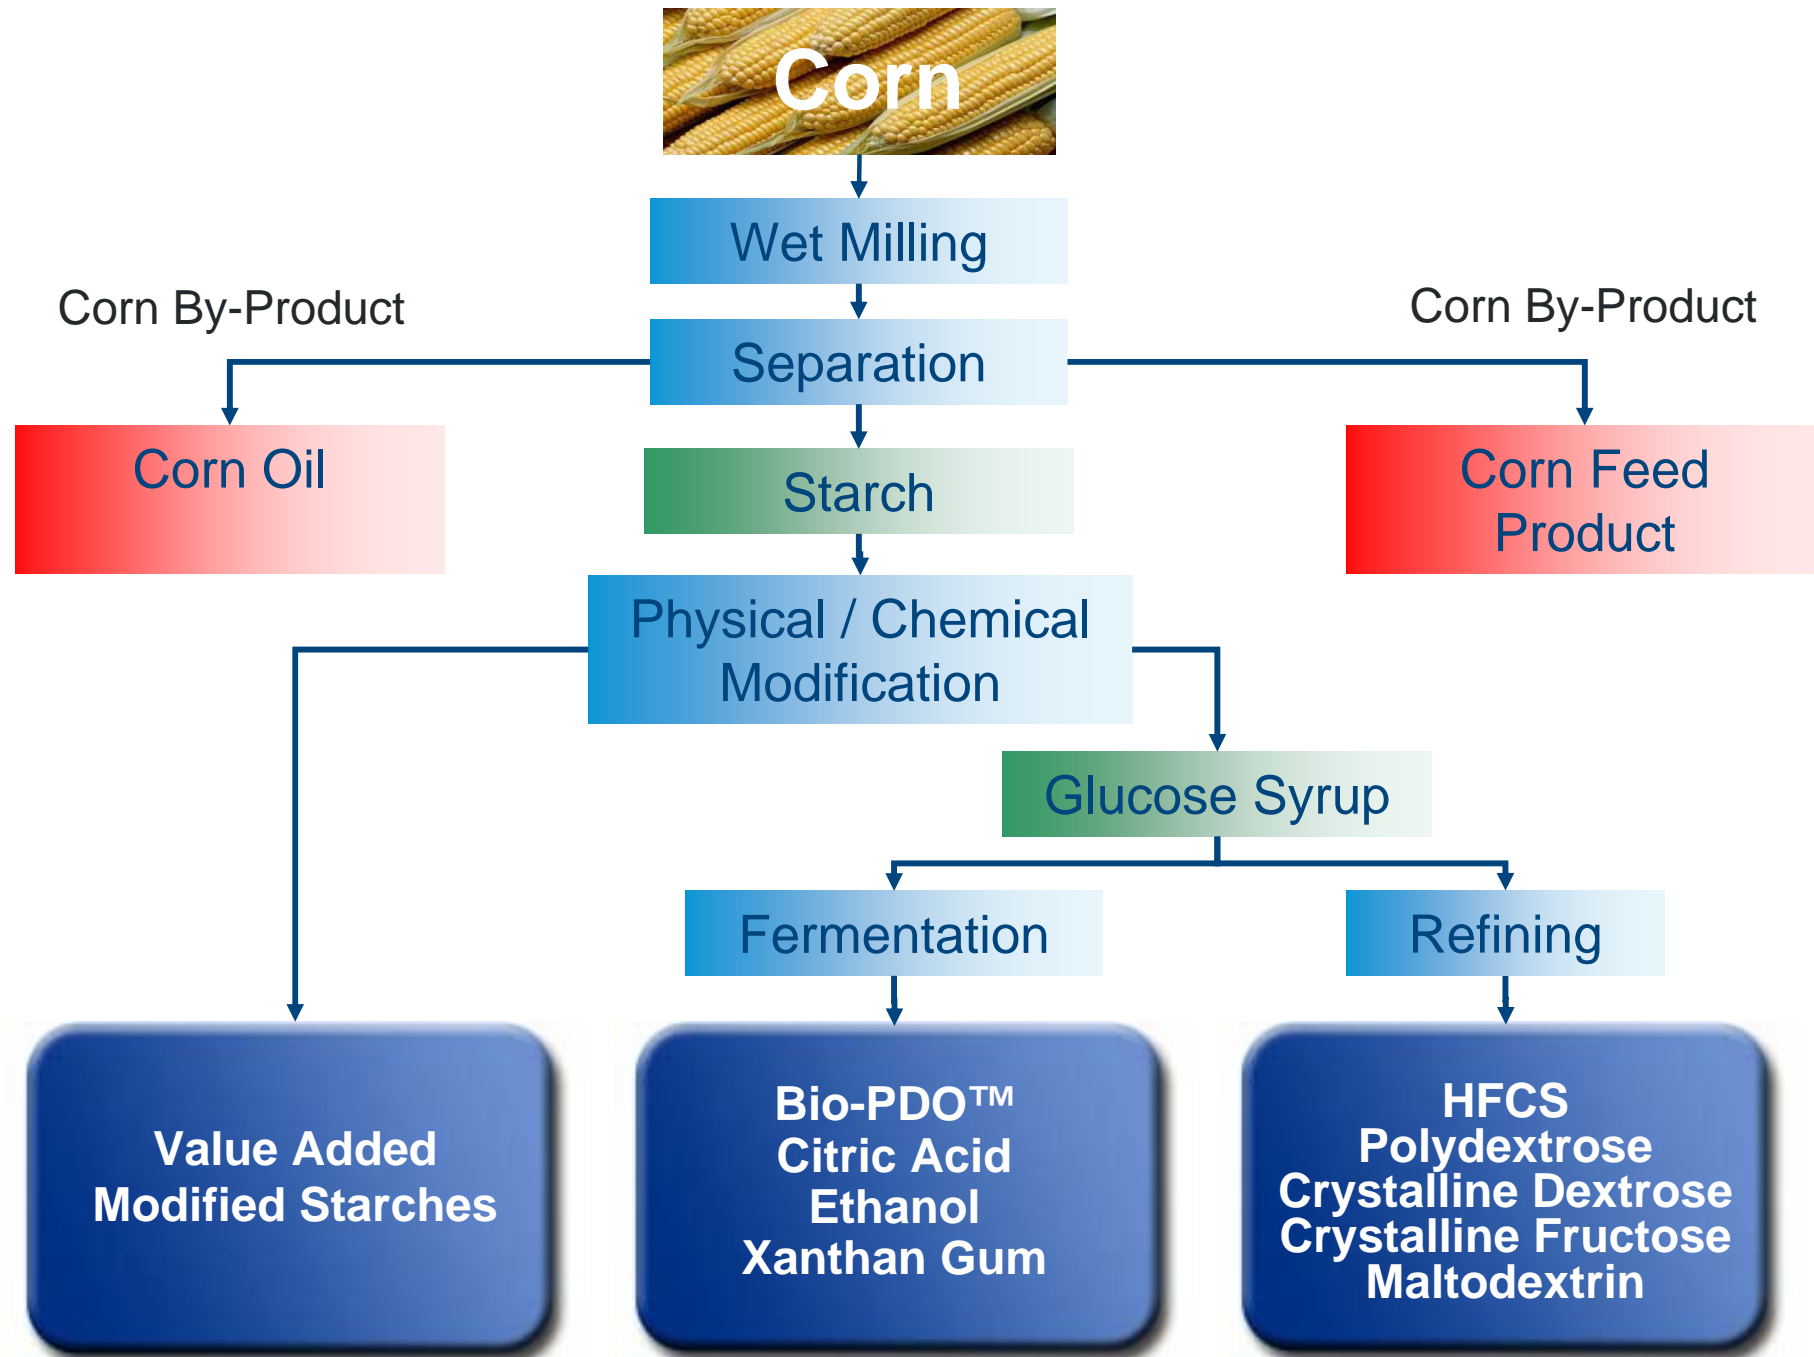 Corn
Wet Milling
Corn By-Product
Corn By-Product
Separation
Corn Oil
Starch
Corn Feed
Product
Physical / Chemical
Modification
Glucose Syrup
Fermentation
Refining
Value Added
Modified Starches
Bio-PDO™
Citric Acid
Ethanol
Xanthan Gum
HFCS
Polydextrose
Crystalline Dextrose
Crystalline Fructose
Maltodextrin